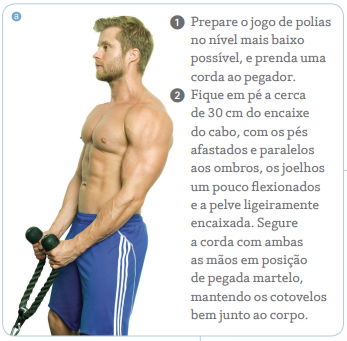 a
1 Prepare o jogo de polias
no nível mais baixo
possível, e prenda uma
corda ao pegador.
2 Fique em pé a cerca
de 30 cm do encaixe
do cabo, com os pés
afastados e paralelos
aos ombros, os joelhos
um pouco flexionados
e a pelve ligeiramente
encaixada. Segure
a corda com ambas
as mãos em posição
de pegada martelo,
mantendo os cotovelos
bem junto ao corpo.